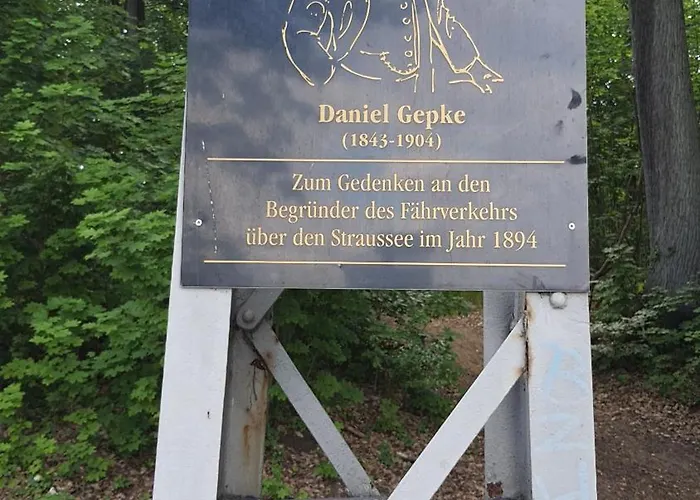 Daniel Gepke
(1843-1904)
Zum Gedenken an den
Begründer des Fährverkehrs
über den Straussee im Jahr 1894